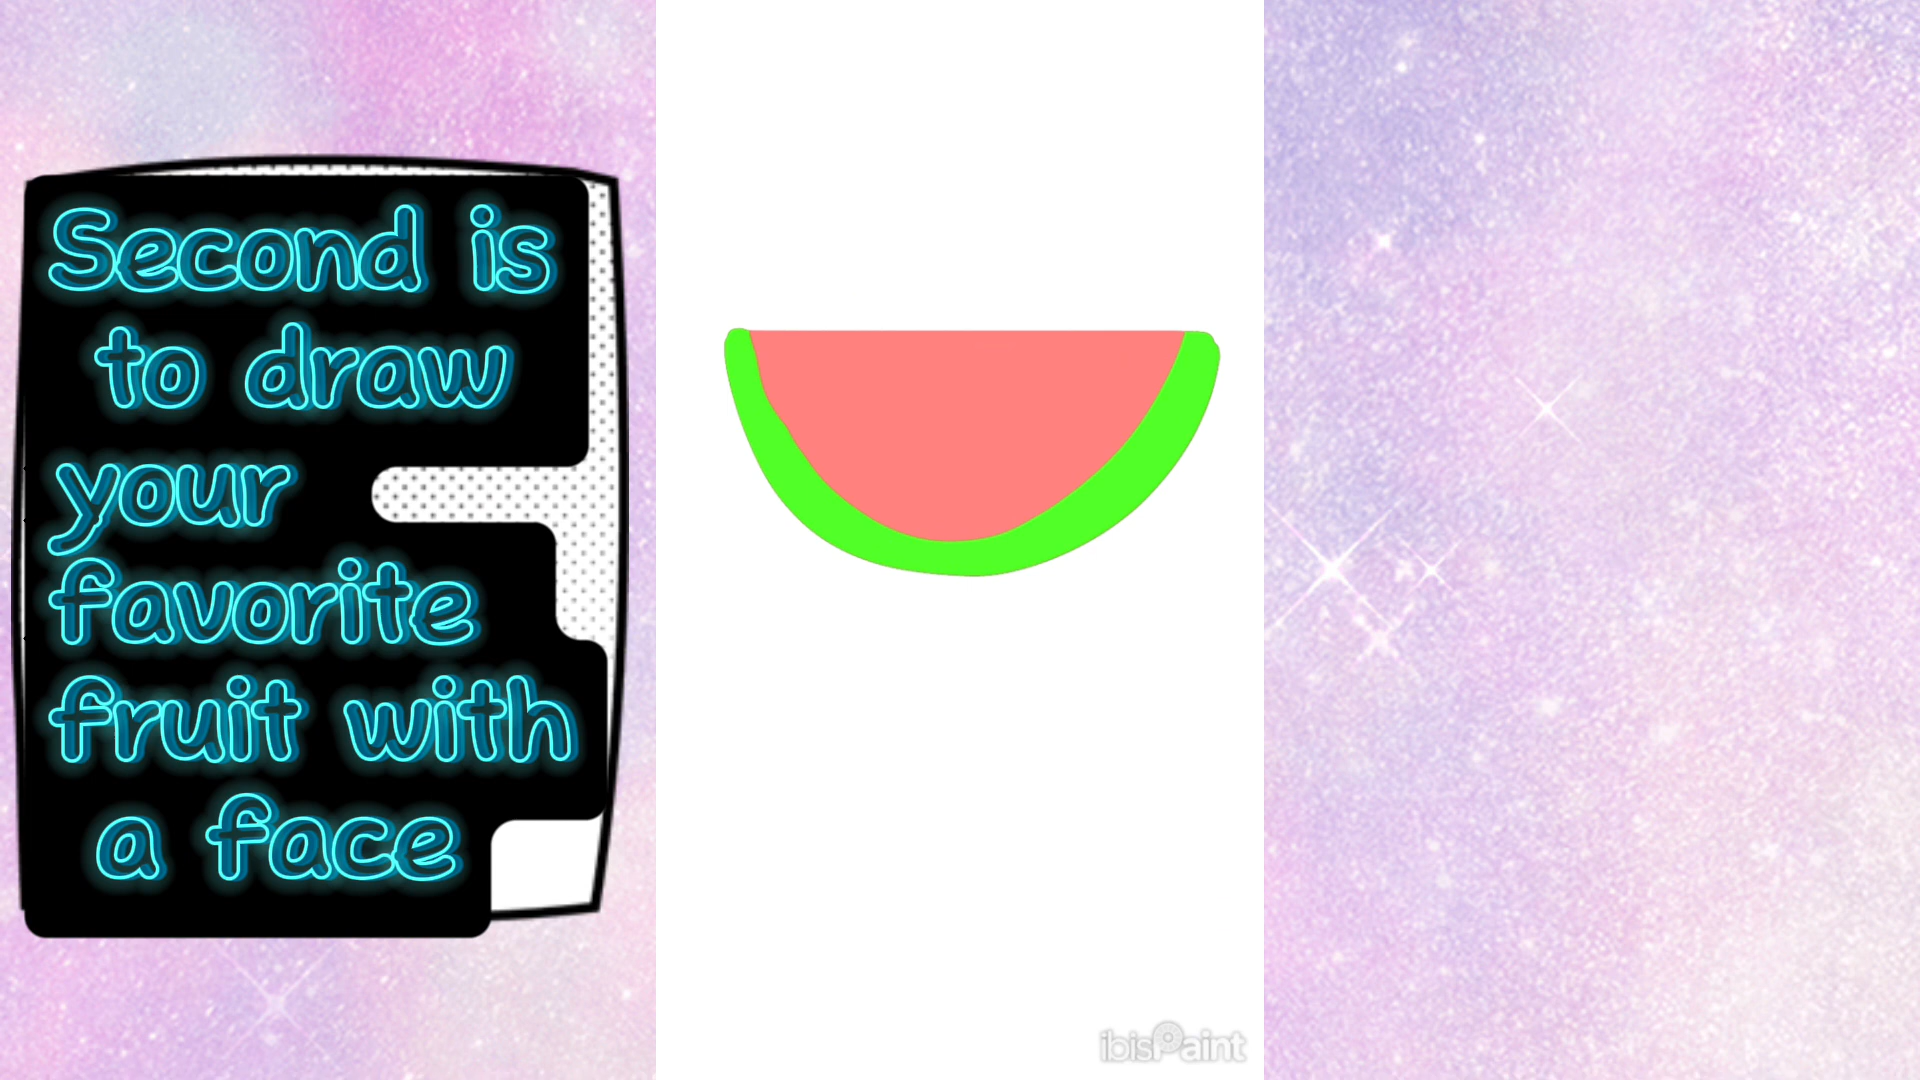 Second is
to draw
your
favorite
fruit with
a face
ibisPaint